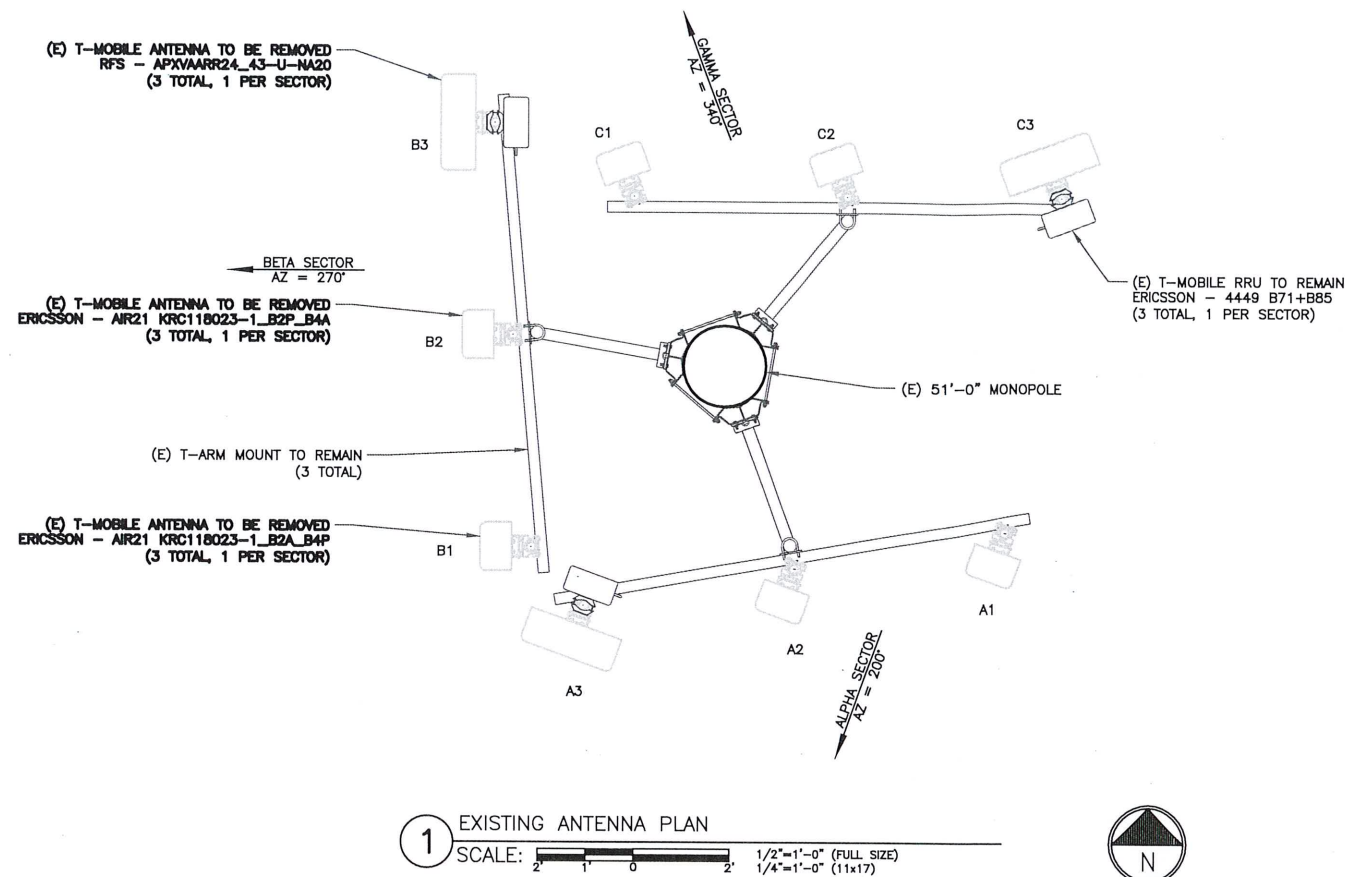 (E) T-MOBILE ANTENNA TO BE REMOVED
RFS - APXVAARR24_43-U-NA20
(3 TOTAL, 1 PER SECTOR)
B3
GAMMA SECTOR
AZ = 340°
C1
C2
C3
BETA SECTOR
AZ = 270°
(E) T-MOBILE RRU TO REMAIN
ERICSSON - 4449 B71+B85
(3 TOTAL, 1 PER SECTOR)
(E) T-MOBILE ANTENNA TO BE REMOVED
ERICSSON - AIR21 KRC118023-1_B2P_B4A
(3 TOTAL, 1 PER SECTOR)
B2
(E) 51'-0" MONOPOLE
(E) T-ARM MOUNT TO REMAIN
(3 TOTAL)
(E) T-MOBILE ANTENNA TO BE REMOVED
ERICSSON - AIR21 KRC118023-1_B2A_B4P
(3 TOTAL, 1 PER SECTOR)
B1
A1
A2
A3
ALPHA SECTOR
AZ = 200°
1
EXISTING ANTENNA PLAN
SCALE:
2' 1' 0 2'
1/2"=1'-0" (FULL SIZE)
1/4"=1'-0" (11x17)
N